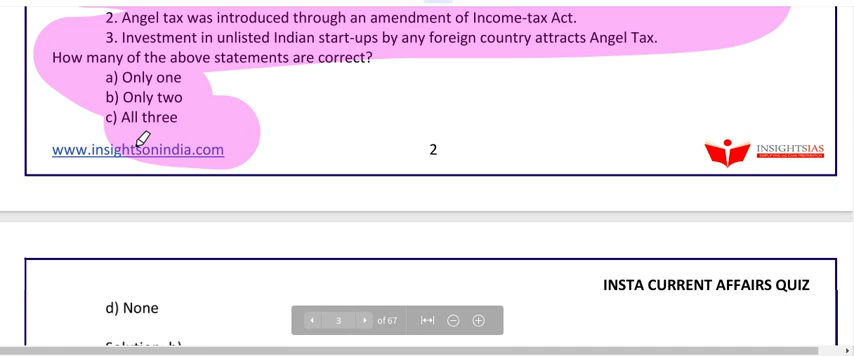 2. Angel tax was introduced through an amendment of Income-tax Act.
3. Investment in unlisted Indian start-ups by any foreign country attracts Angel Tax.
How many of the above statements are correct?
a) Only one
b) Only two
c) All three
www.insightsonindia.com
2
INSIGHTSIAS
INSTA CURRENT AFFAIRS QUIZ
d) None
3 of 67